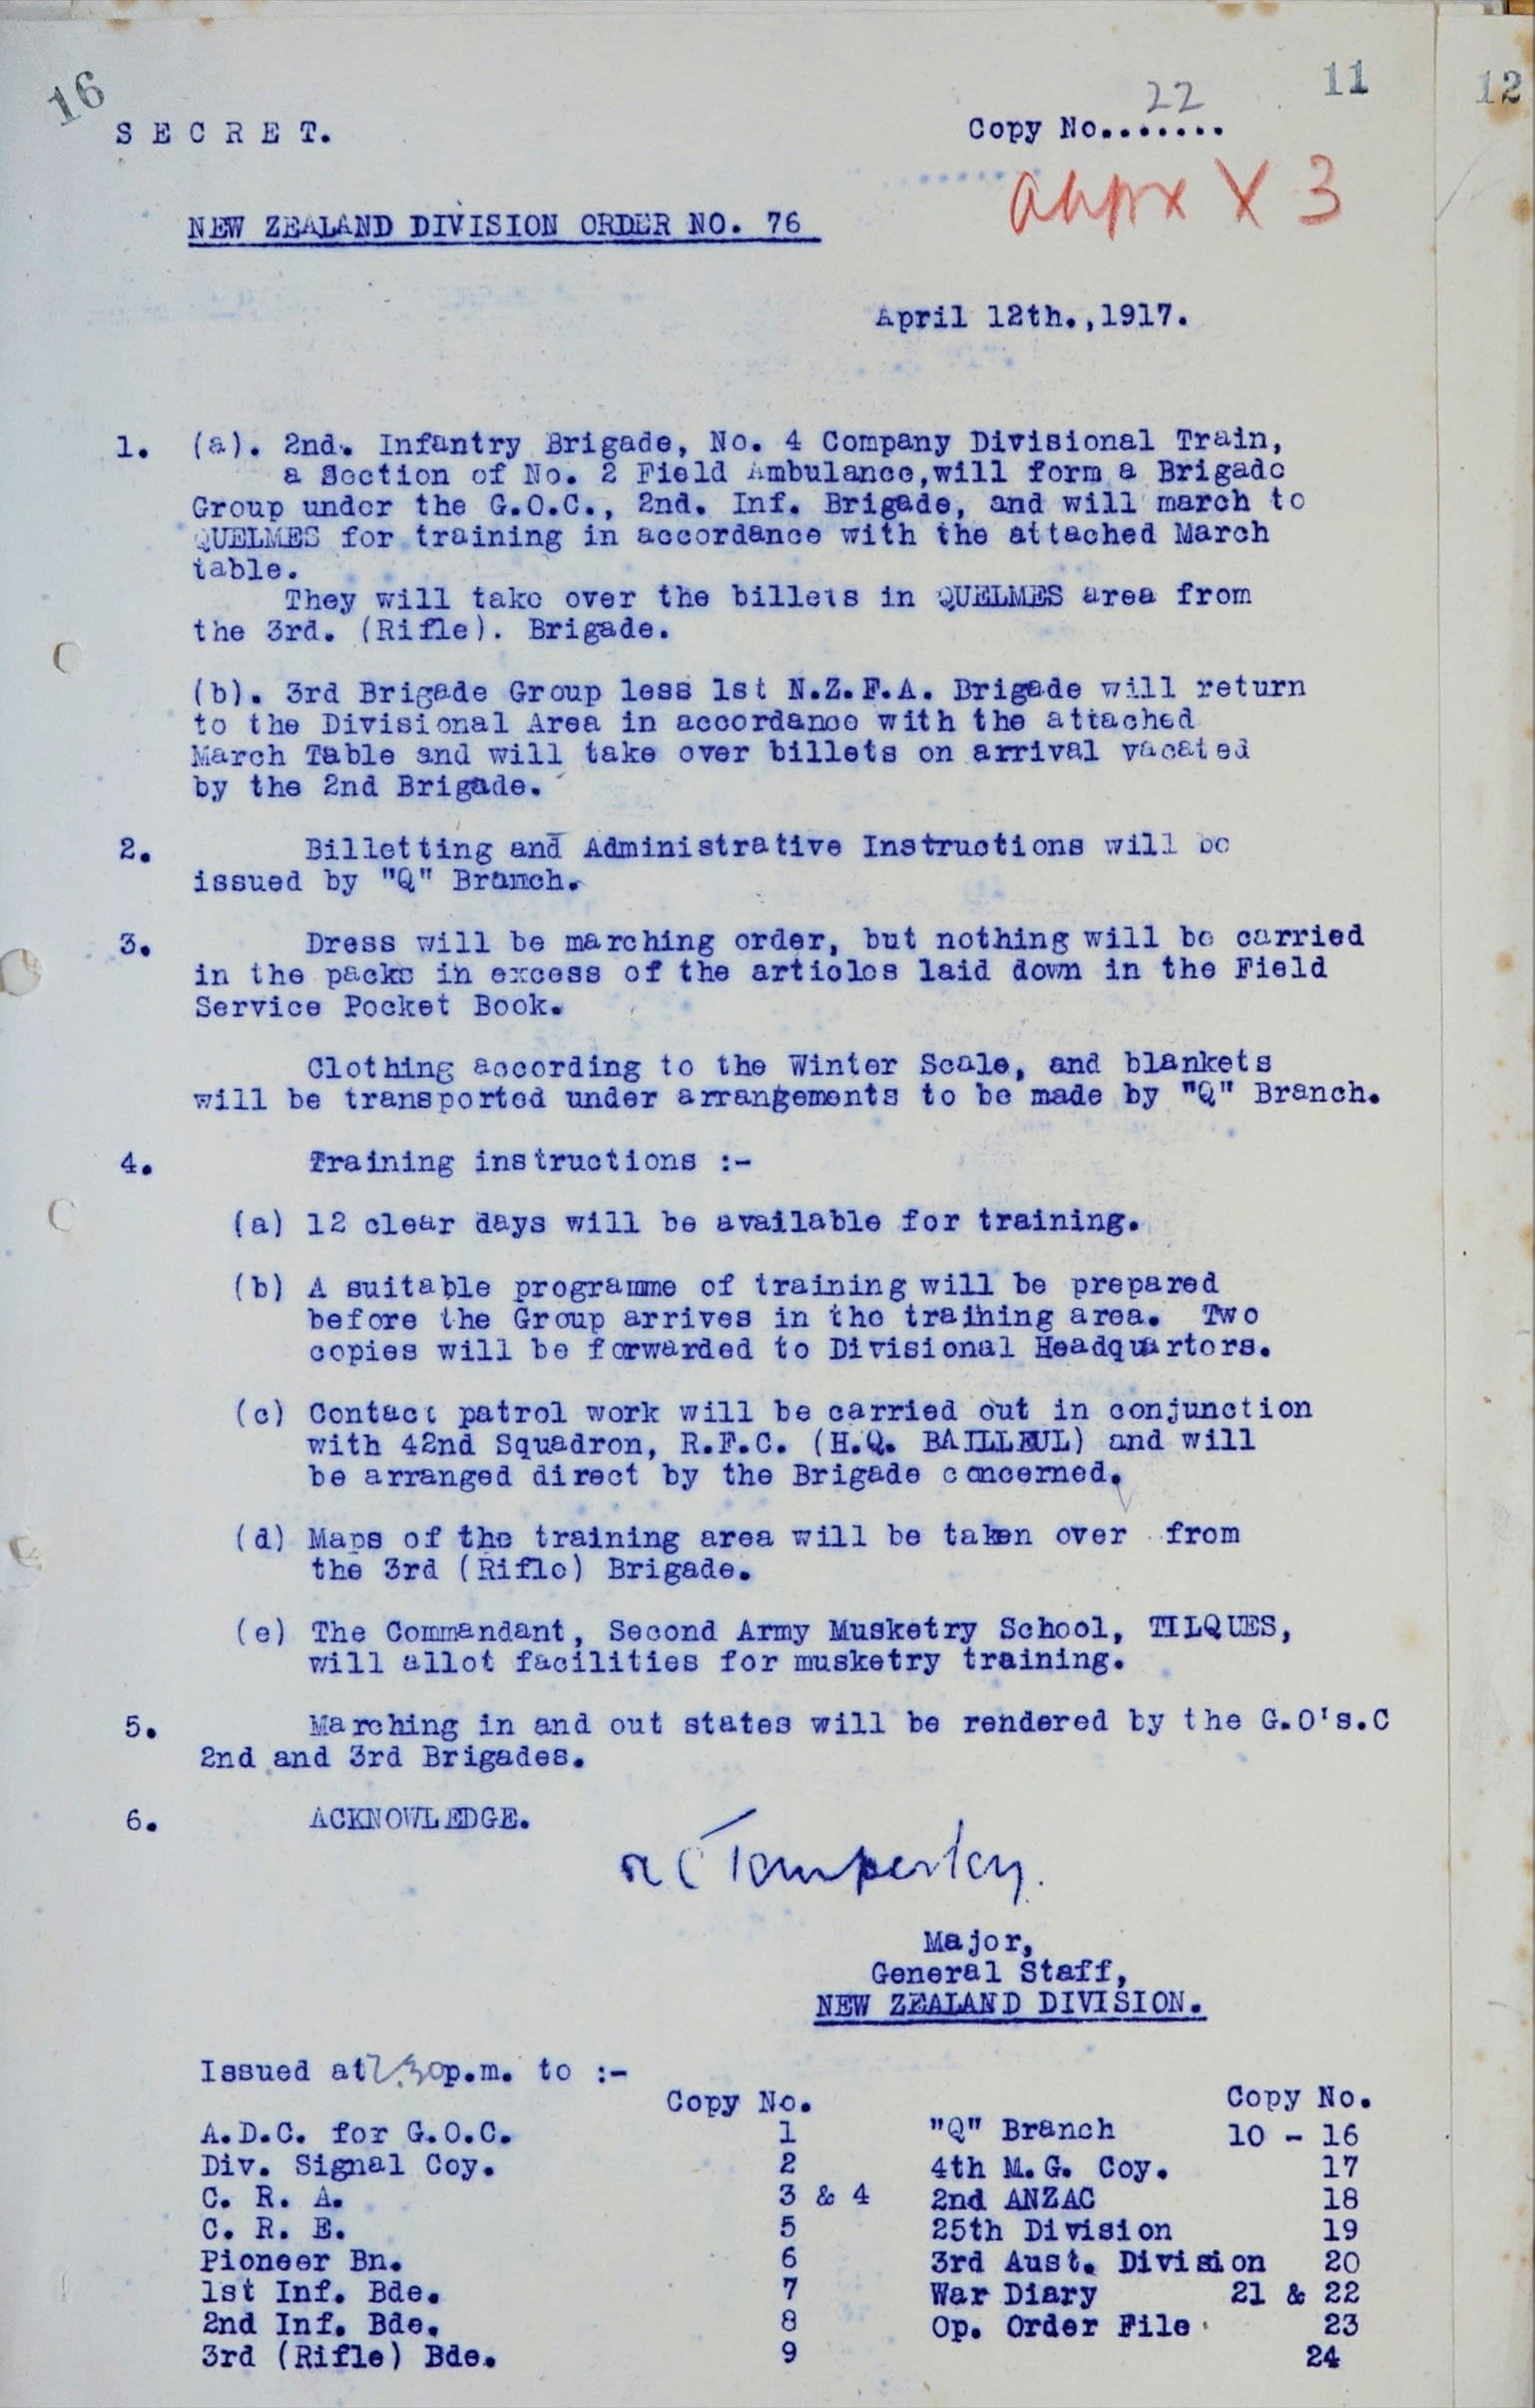 16
11
12
S E C R E T.
Copy No.......
22
appx X 3
NEW ZEALAND DIVISION ORDER NO. 76
April 12th.,1917.
1. (a). 2nd. Infantry Brigade, No. 4 Company Divisional Train,
a Section of No. 2 Field Ambulance,will form a Brigade
Group under the G.O.C., 2nd. Inf. Brigade, and will march to
QUELMES for training in accordance with the attached March
table.
They will take over the billets in QUELMES area from
the 3rd. (Rifle). Brigade.
(b). 3rd Brigade Group less 1st N.Z.F.A. Brigade will return
to the Divisional Area in accordance with the attached
March Table and will take over billets on arrival vacated
by the 2nd Brigade.
2. Billetting and Administrative Instructions will be
issued by "Q" Branch.
3. Dress will be marching order, but nothing will be carried
in the packs in excess of the articles laid down in the Field
Service Pocket Book.
Clothing according to the Winter Scale, and blankets
will be transported under arrangements to be made by "Q" Branch.
4. Training instructions :-
(a) 12 clear days will be available for training.
(b) A suitable programme of training will be prepared
before the Group arrives in the training area. Two
copies will be forwarded to Divisional Headquarters.
(c) Contact patrol work will be carried out in conjunction
with 42nd Squadron, R.F.C. (H.Q. BAILLEUL) and will
be arranged direct by the Brigade concerned.
(d) Maps of the training area will be taken over from
the 3rd (Rifle) Brigade.
(e) The Commandant, Second Army Musketry School, TILQUES,
will allot facilities for musketry training.
5. Marching in and out states will be rendered by the G.O's.C
2nd and 3rd Brigades.
6. ACKNOWLEDGE.
A C Temperley.
Major,
General Staff,
NEW ZEALAND DIVISION.
Issued at 7.30 p.m. to :-
Copy No. Copy No.
A.D.C. for G.O.C. 1 "Q" Branch 10 - 16
Div. Signal Coy. 2 4th M.G. Coy. 17
C. R. A. 3 & 4 2nd ANZAC 18
C. R. E. 5 25th Division 19
Pioneer Bn. 6 3rd Aust. Division 20
1st Inf. Bde. 7 War Diary 21 & 22
2nd Inf. Bde. 8 Op. Order File 23
3rd (Rifle) Bde. 9 24